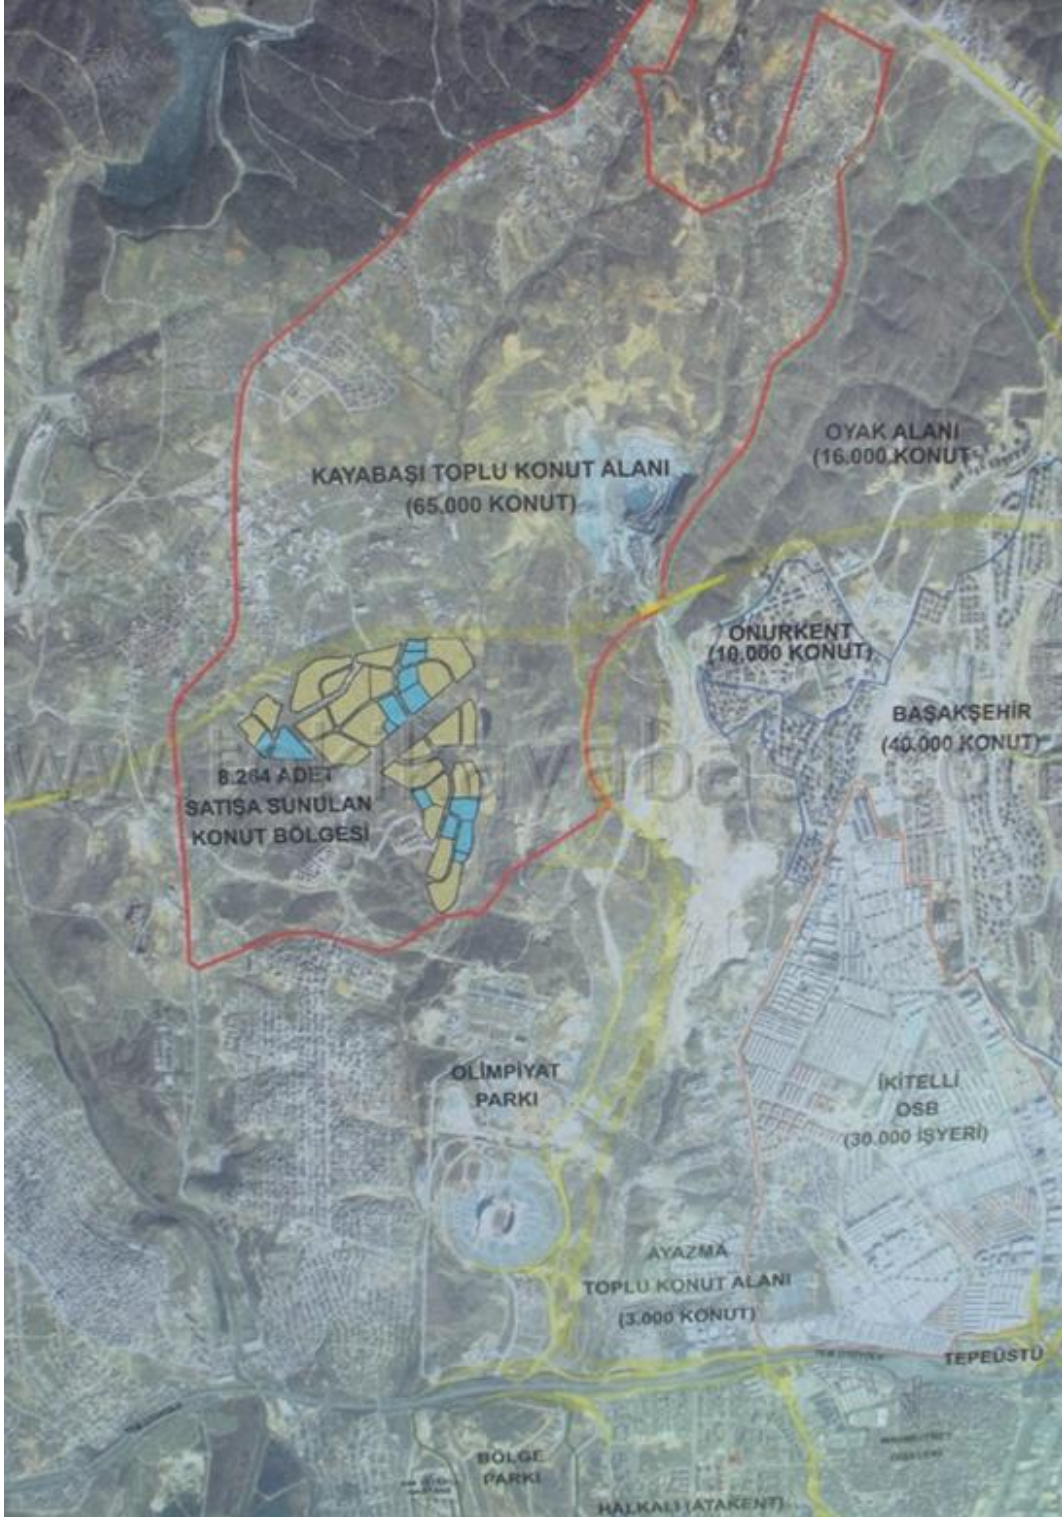 OYAK ALANI
(16.000 KONUT
KAYABAŞI TOPLU KONUT ALANI
(65.000 KONUT)
ONURKENT
(10.000 KONUT)
BAŞAKŞEHİR
(40.000 KONUT)
8.264 ADET
SATIŞA SUNULAN
KONUT BÖLGESİ
OLİMPİYAT
PARKI
İKİTELLİ
OSB
(30.000 İŞYERİ)
AYAZMA
TOPLU KONUT ALANI
(3.000 KONUT)
TEPEÜSTÜ
BÖLGE
PARKI
HALKALI (ATAKENT)